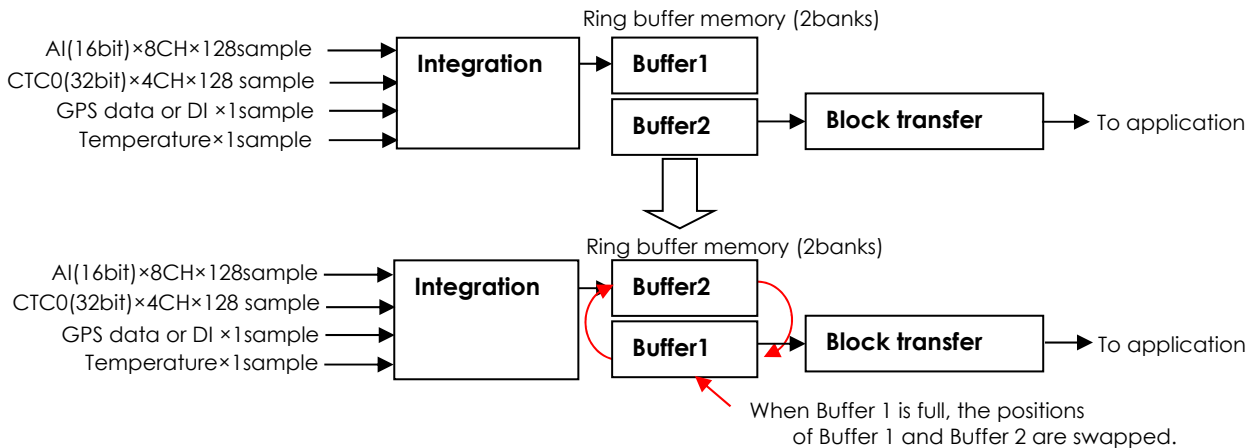 Ring buffer memory (2banks)
AI(16bit)×8CH×128sample
CTC0(32bit)×4CH×128 sample
GPS data or DI ×1sample
Temperature×1sample
Integration
Buffer1
Buffer2
Block transfer
To application
Ring buffer memory (2banks)
AI(16bit)×8CH×128sample
CTC0(32bit)×4CH×128 sample
GPS data or DI ×1sample
Temperature×1sample
Integration
Buffer2
Buffer1
Block transfer
To application
When Buffer 1 is full, the positions
of Buffer 1 and Buffer 2 are swapped.